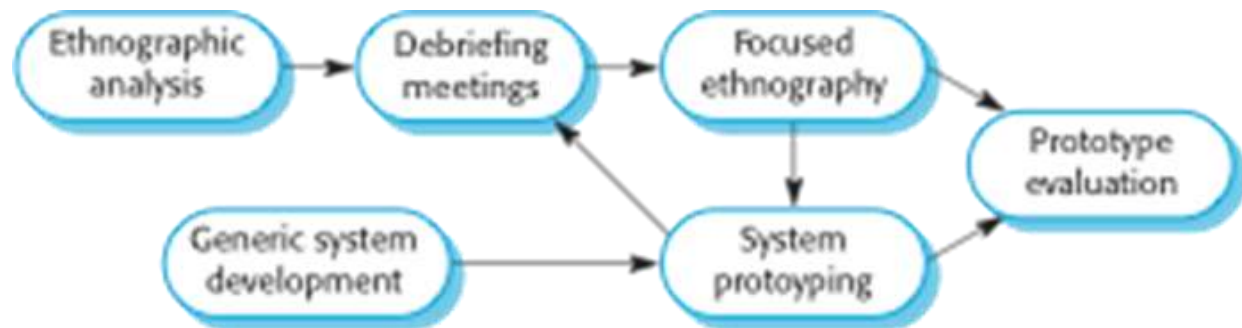 Ethnographic
analysis
Debriefing
meetings
Focused
ethnography
Prototype
evaluation
Generic system
development
System
protoyping